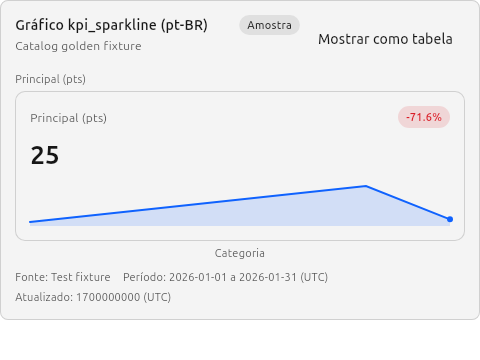 Gráfico kpi_sparkline (pt-BR)
Amostra
Mostrar como tabela
Catalog golden fixture
Principal (pts)
Principal (pts)
-71.6%
25
Categoria
Fonte: Test fixture Período: 2026-01-01 a 2026-01-31 (UTC)
Atualizado: 1700000000 (UTC)